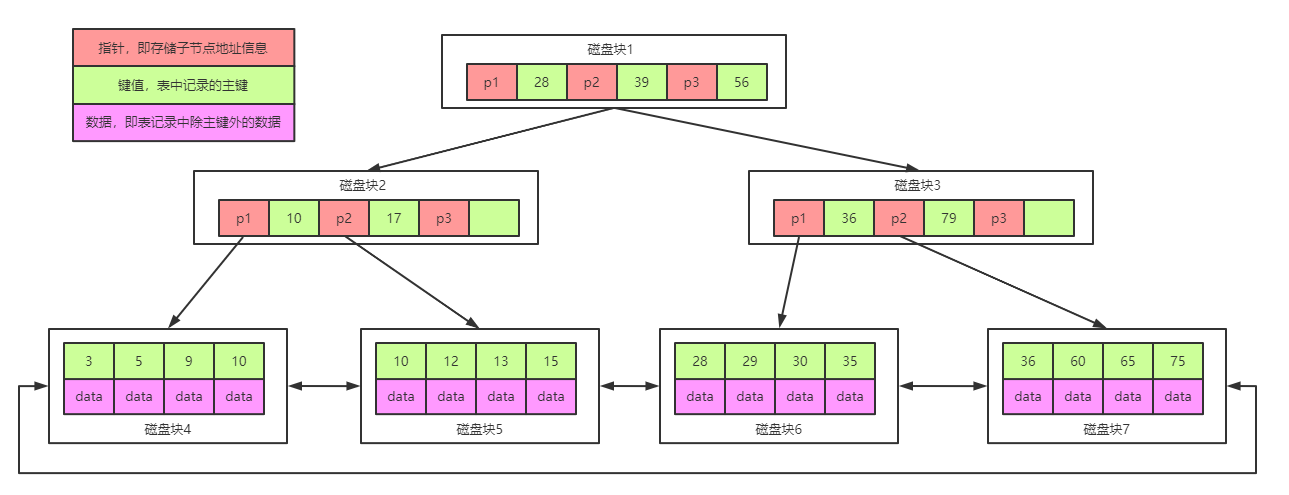 指针，即存储子节点地址信息
键值，表中记录的主键
数据，即表记录中除主键外的数据
磁盘块1
p1 28 p2 39 p3 56
磁盘块2
p1 10 p2 17 p3
磁盘块3
p1 36 p2 79 p3
3 5 9 10
data data data data
磁盘块4
10 12 13 15
data data data data
磁盘块5
28 29 30 35
data data data data
磁盘块6
36 60 65 75
data data data data
磁盘块7